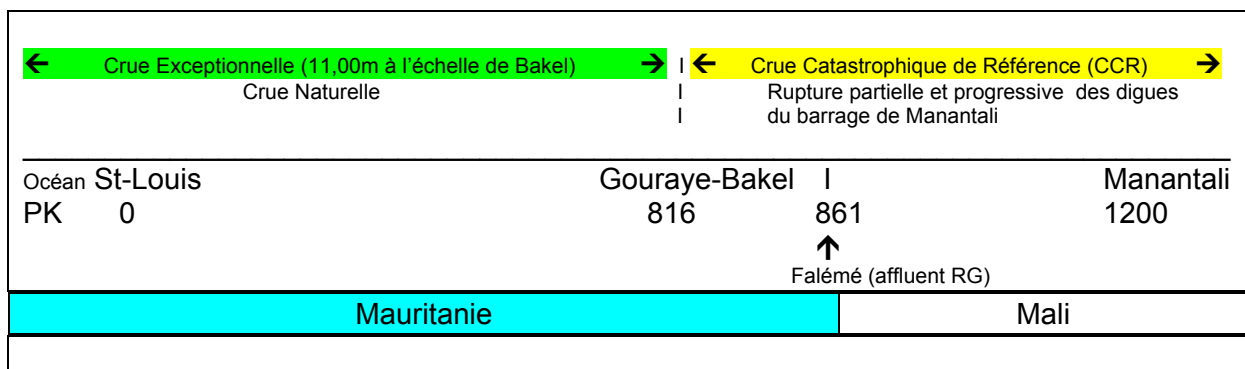 ← Crue Exceptionnelle (11,00m à l'échelle de Bakel) → I ← Crue Catastrophique de Référence (CCR) →
Crue Naturelle I Rupture partielle et progressive des digues
I du barrage de Manantali
Océan St-Louis Gouraye-Bakel I Manantali
PK 0 816 861 1200
↑
Falémé (affluent RG)
Mauritanie Mali